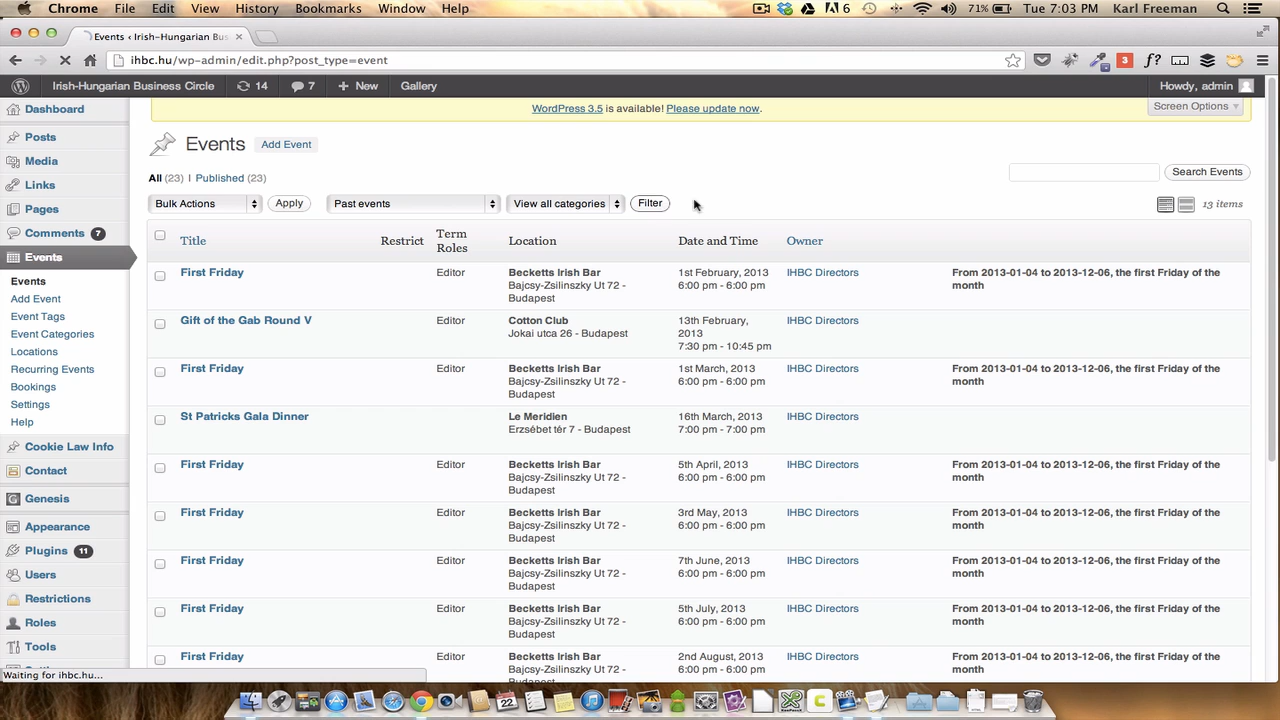 Chrome File Edit View History Bookmarks Window Help 6 71% Tue 7:03 PM Karl Freeman
Events ‹ Irish-Hungarian Bus
ihbc.hu/wp-admin/edit.php?post_type=event f? 3
Irish-Hungarian Business Circle 14 7 + New Gallery Howdy, admin
WordPress 3.5 is available! Please update now.
Screen Options
Dashboard
Posts
Media
Links
Pages
Comments 7
Events
Events
Add Event
Event Tags
Event Categories
Locations
Recurring Events
Bookings
Settings
Help
Cookie Law Info
Contact
Genesis
Appearance
Plugins 11
Users
Restrictions
Roles
Tools
Events Add Event
All (23) | Published (23)
Search Events
Bulk Actions Apply Past events View all categories Filter 13 items
Title Restrict Term Roles Location Date and Time Owner
First Friday Editor Becketts Irish Bar 1st February, 2013 IHBC Directors From 2013-01-04 to 2013-12-06, the first Friday of the
Bajcsy-Zsilinszky Ut 72 - 6:00 pm - 6:00 pm month
Budapest
Gift of the Gab Round V Editor Cotton Club 13th February, IHBC Directors
Jokai utca 26 - Budapest 2013
7:30 pm - 10:45 pm
First Friday Editor Becketts Irish Bar 1st March, 2013 IHBC Directors From 2013-01-04 to 2013-12-06, the first Friday of the
Bajcsy-Zsilinszky Ut 72 - 6:00 pm - 6:00 pm month
Budapest
St Patricks Gala Dinner Editor Le Meridien 16th March, 2013 IHBC Directors
Erzsébet tér 7 - Budapest 7:00 pm - 7:00 pm
First Friday Editor Becketts Irish Bar 5th April, 2013 IHBC Directors From 2013-01-04 to 2013-12-06, the first Friday of the
Bajcsy-Zsilinszky Ut 72 - 6:00 pm - 6:00 pm month
Budapest
First Friday Editor Becketts Irish Bar 3rd May, 2013 IHBC Directors From 2013-01-04 to 2013-12-06, the first Friday of the
Bajcsy-Zsilinszky Ut 72 - 6:00 pm - 6:00 pm month
Budapest
First Friday Editor Becketts Irish Bar 7th June, 2013 IHBC Directors From 2013-01-04 to 2013-12-06, the first Friday of the
Bajcsy-Zsilinszky Ut 72 - 6:00 pm - 6:00 pm month
Budapest
First Friday Editor Becketts Irish Bar 5th July, 2013 IHBC Directors From 2013-01-04 to 2013-12-06, the first Friday of the
Bajcsy-Zsilinszky Ut 72 - 6:00 pm - 6:00 pm month
Budapest
First Friday Editor Becketts Irish Bar 2nd August, 2013 IHBC Directors From 2013-01-04 to 2013-12-06, the first Friday of the
Bajcsy-Zsilinszky Ut 72 - 6:00 pm - 6:00 pm month
Waiting for ihbc.hu...
22